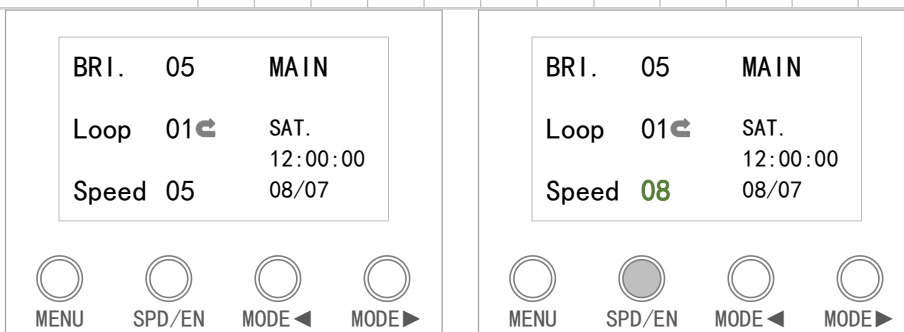 BRI. 05 MAIN
Loop 01 SAT.
12:00:00
Speed 05 08/07
MENU SPD/EN MODE◀ MODE▶
BRI. 05 MAIN
Loop 01 SAT.
12:00:00
Speed 08 08/07
MENU SPD/EN MODE◀ MODE▶